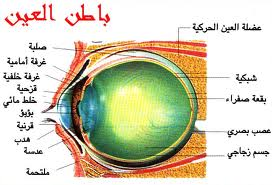 باطن العين
عضلة العين الحركية
شبكية
بقعة صفراء
عصب بصري
جسم زجاجي
صلبة
غرفة أمامية
غرفة خلفية
قزحية
خلط مائي
بؤبؤ
قرنية
هدب
عدسة
ملتحمة